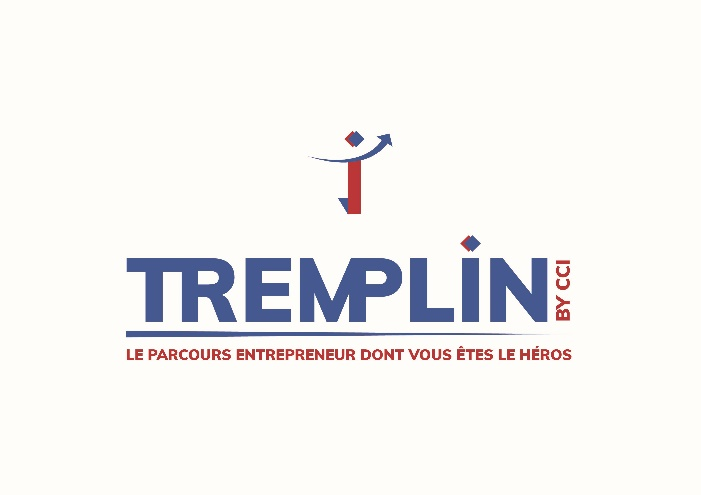 TREMPLIN
BY CCI
LE PARCOURS ENTREPRENEUR DONT VOUS ÊTES LE HÉROS